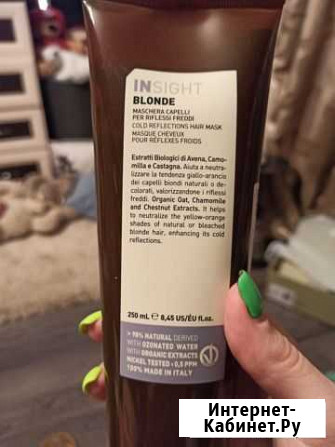 INSIGHT
BLONDE
MASCHERA CAPELLI
PER RIFLESSI FREDDI
COLD REFLECTIONS HAIR MASK
MASQUE CHEVEUX
POUR RÉFLEXES FROIDS
Estratti Biologici di Avena, Camo-
milla e Castagna. Aiuta a neutra-
lizzare la tendenza giallo-arancio
dei capelli biondi naturali o de-
colorati, valorizzandone i riflessi
freddi. Organic Oat, Chamomile
and Chestnut Extracts. It helps
to neutralize the yellow-orange
shades of natural or bleached
blonde hair, enhancing its cold
reflections.
250 mL ℮ 8,45 US/ÉU fl.oz.
+ 98% NATURAL DERIVED
WITH OZONATED WATER
WITH ORGANIC EXTRACTS
NICKEL TESTED < 0,5 PPM
100% MADE IN ITALY
Интернет-
Кабинет.Ру